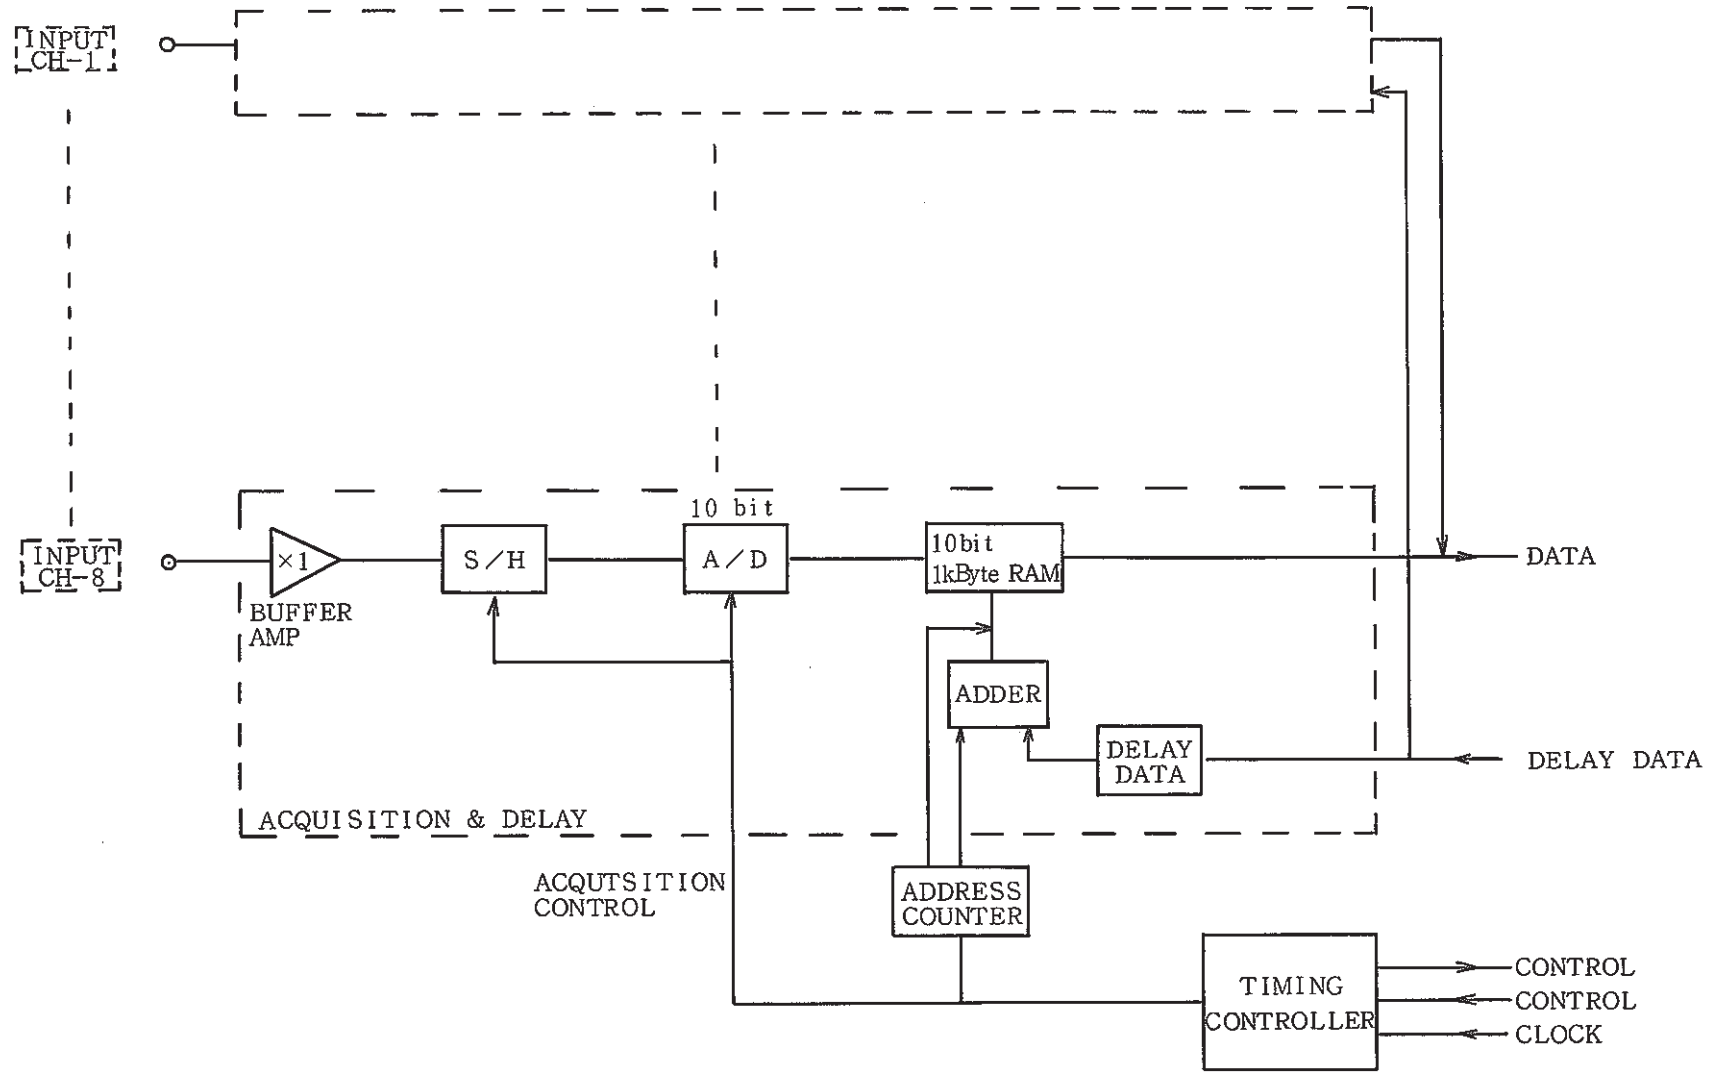 INPUT
CH-1
10 bit
INPUT
CH-8
×1
S/H
A/D
10bit
1kByte RAM
DATA
BUFFER
AMP
ADDER
DELAY
DATA
DELAY DATA
ACQUISITION & DELAY
ACQUTSITION
CONTROL
ADDRESS
COUNTER
TIMING
CONTROLLER
CONTROL
CONTROL
CLOCK